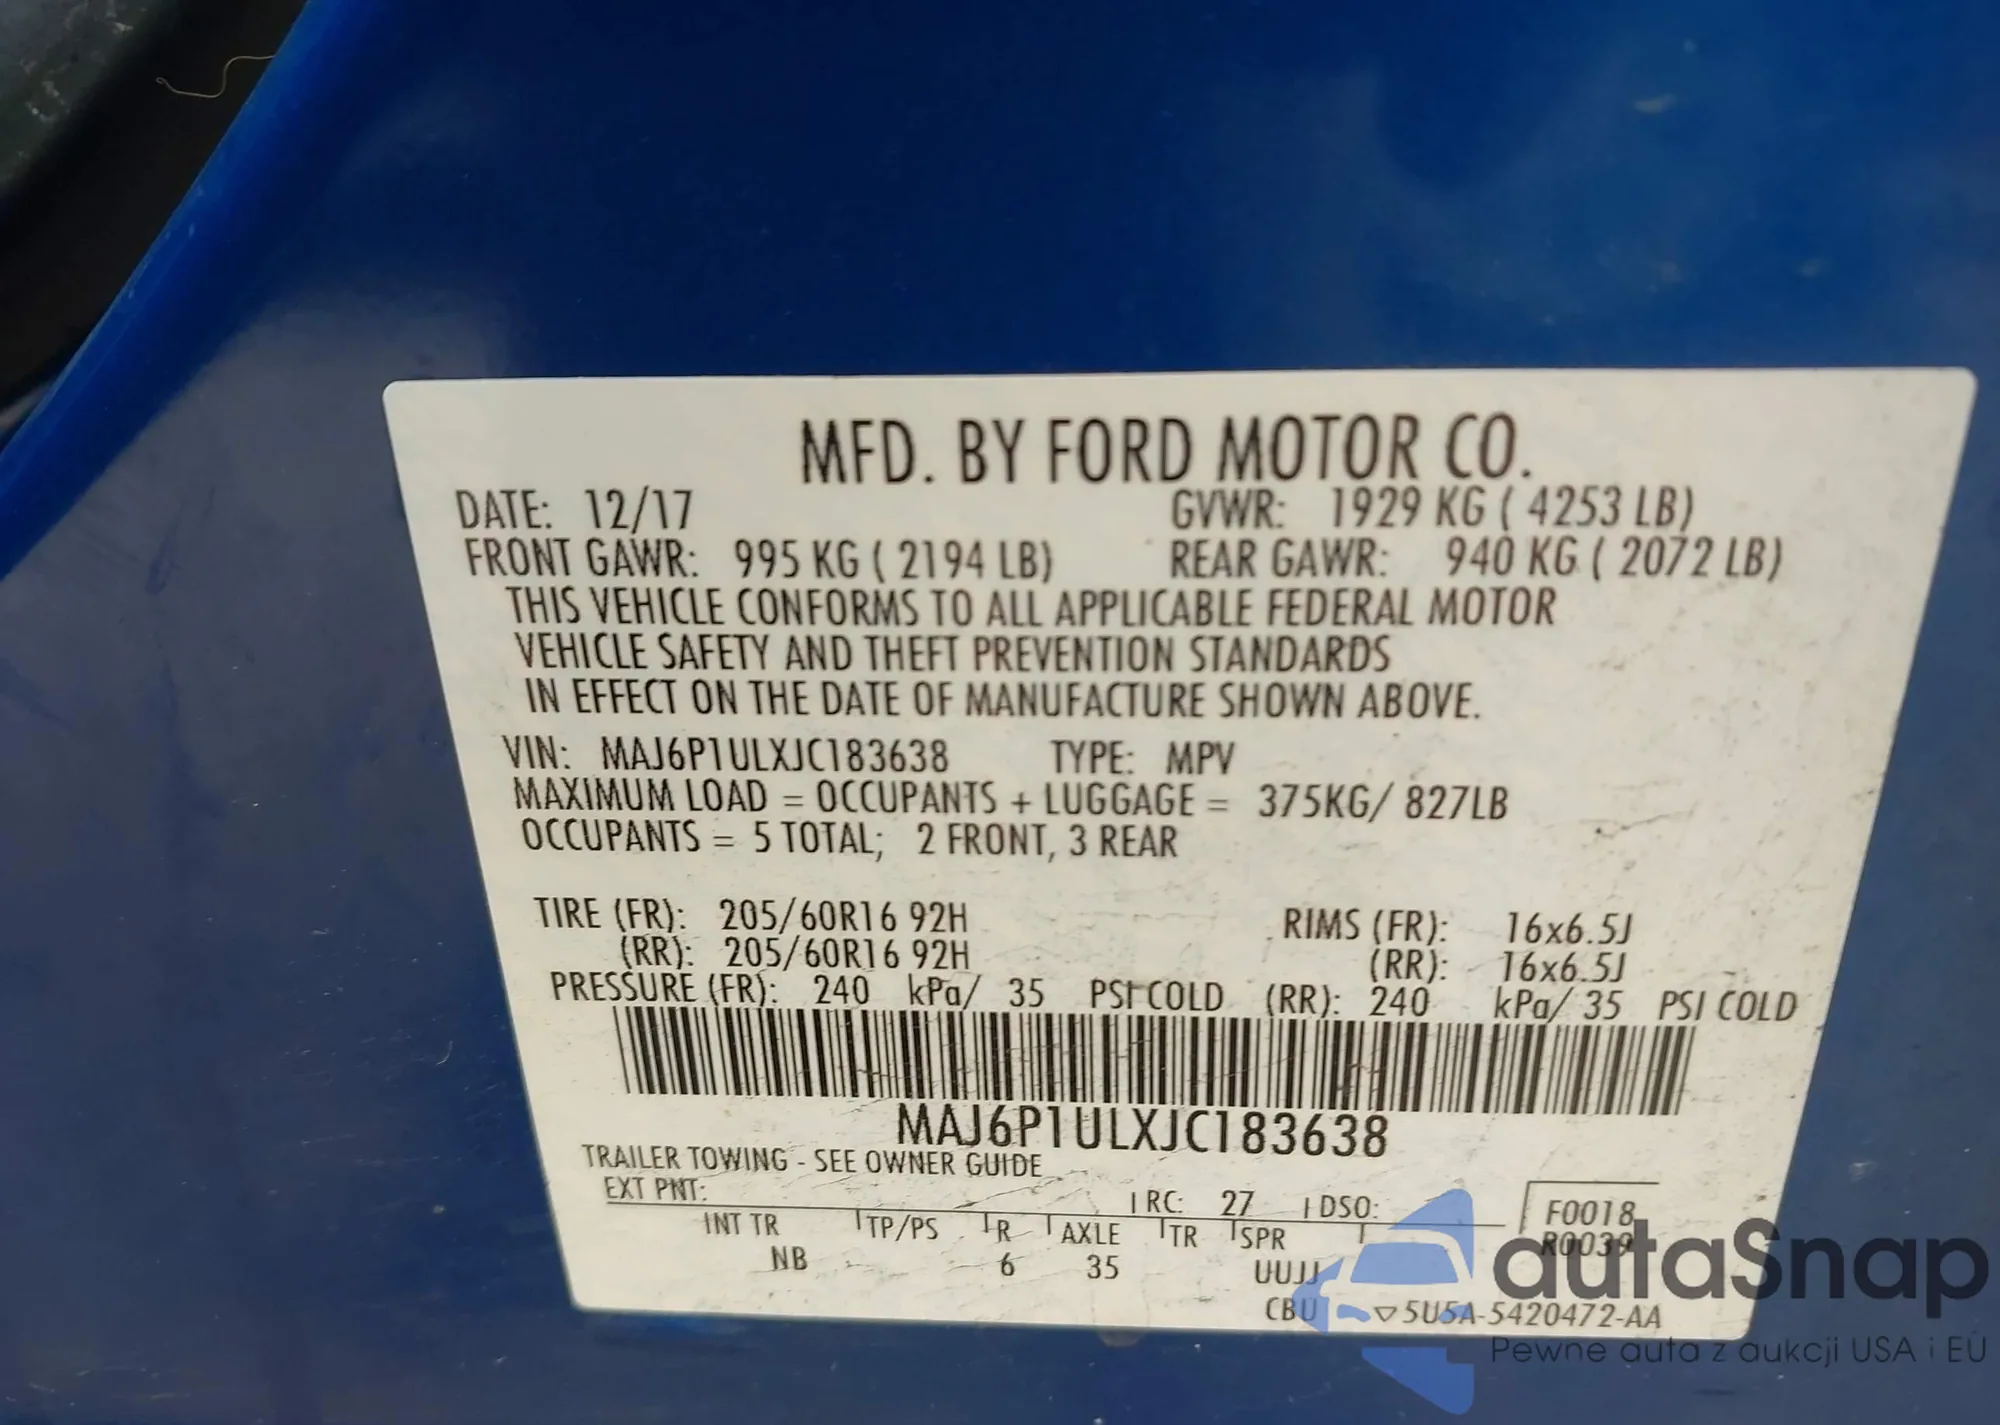 MFD. BY FORD MOTOR CO.
DATE: 12/17 GVWR: 1929 KG ( 4253 LB)
FRONT GAWR: 995 KG ( 2194 LB) REAR GAWR: 940 KG ( 2072 LB)
THIS VEHICLE CONFORMS TO ALL APPLICABLE FEDERAL MOTOR
VEHICLE SAFETY AND THEFT PREVENTION STANDARDS
IN EFFECT ON THE DATE OF MANUFACTURE SHOWN ABOVE.
VIN: MAJ6P1ULXJC183638 TYPE: MPV
MAXIMUM LOAD = OCCUPANTS + LUGGAGE = 375KG/ 827LB
OCCUPANTS = 5 TOTAL; 2 FRONT, 3 REAR
TIRE (FR): 205/60R16 92H RIMS (FR): 16x6.5J
(RR): 205/60R16 92H (RR): 16x6.5J
PRESSURE (FR): 240 kPa/ 35 PSI COLD (RR): 240 kPa/ 35 PSI COLD
MAJ6P1ULXJC183638
TRAILER TOWING - SEE OWNER GUIDE
EXT PNT: RC: 27 DSO: F0018
INT TR TP/PS R AXLE TR SPR R0039
NB 6 35 UUJJ
CBU ▽5U5A-5420472-AA
autaSnap
Pewne auta z aukcji USA i EU